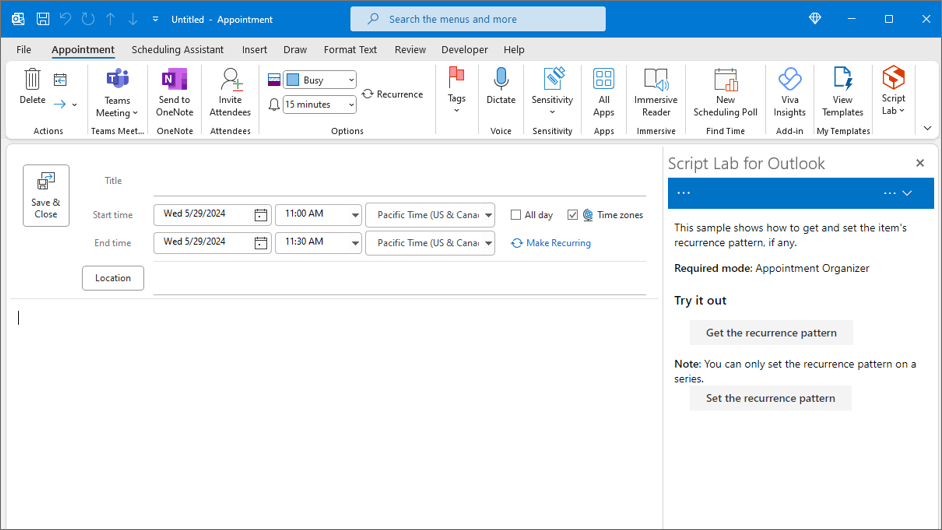 Untitled - Appointment
Search the menus and more
File Appointment Scheduling Assistant Insert Draw Format Text Review Developer Help
Delete
Actions
Teams
Meeting
Teams Meet...
Send to
OneNote
OneNote
Invite
Attendees
Attendees
Busy
15 minutes
Recurrence
Options
Tags
Dictate
Voice
Sensitivity
Sensitivity
All
Apps
Apps
Immersive
Reader
Immersive
New
Scheduling Poll
Find Time
Viva
Insights
Add-in
View
Templates
My Templates
Script
Lab
Save &
Close
Title
Start time Wed 5/29/2024 11:00 AM Pacific Time (US & Cana All day Time zones
End time Wed 5/29/2024 11:30 AM Pacific Time (US & Cana Make Recurring
Location
Script Lab for Outlook
This sample shows how to get and set the item's
recurrence pattern, if any.
Required mode: Appointment Organizer
Try it out
Get the recurrence pattern
Note: You can only set the recurrence pattern on a
series.
Set the recurrence pattern